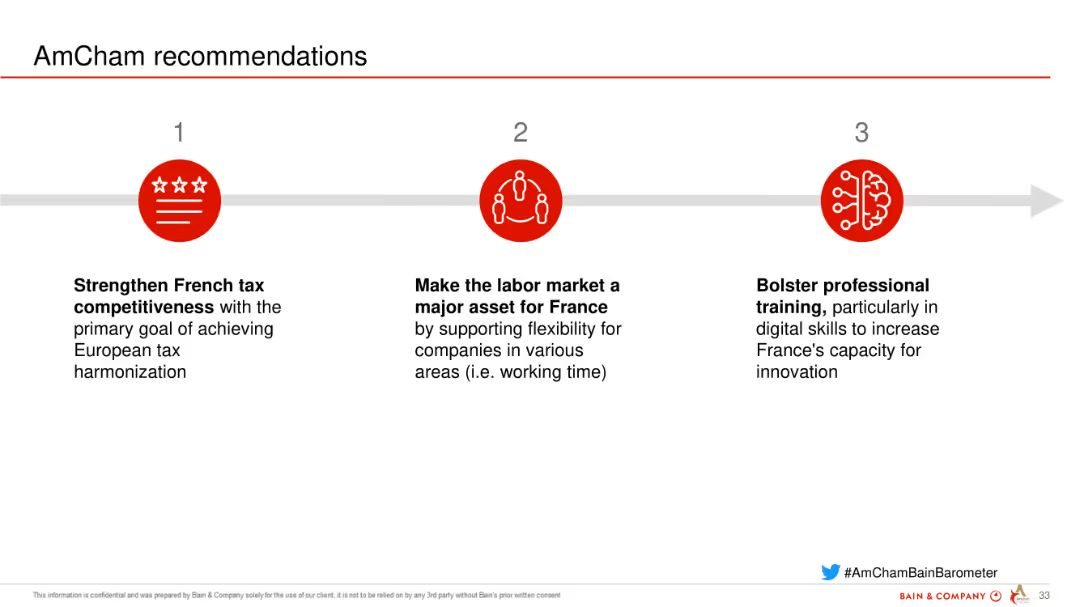 AmCham recommendations
1
2
3
Strengthen French tax
competitiveness with the
primary goal of achieving
European tax
harmonization
Make the labor market a
major asset for France
by supporting flexibility for
companies in various
areas (i.e. working time)
Bolster professional
training, particularly in
digital skills to increase
France's capacity for
innovation
#AmChamBainBarometer
This information is confidential and was prepared by Bain & Company solely for the use of our client; it is not to be relied on by any 3rd party without Bain's prior written consent
BAIN & COMPANY
33